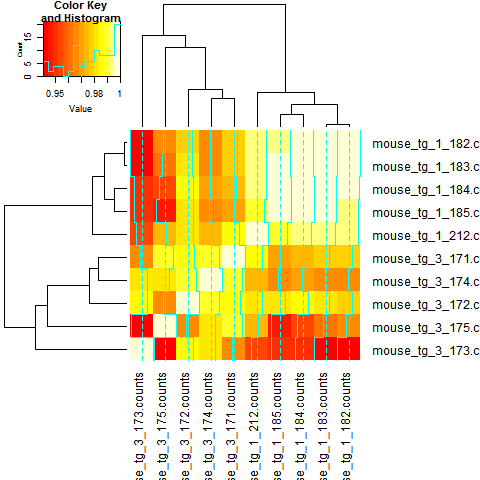 Color Key
and Histogram
Count
0 5 15
0.95 0.98 1
Value
mouse_tg_1_182.c
mouse_tg_1_183.c
mouse_tg_1_184.c
mouse_tg_1_185.c
mouse_tg_1_212.c
mouse_tg_3_171.c
mouse_tg_3_174.c
mouse_tg_3_172.c
mouse_tg_3_175.c
mouse_tg_3_173.c
se_tg_3_173.counts
se_tg_3_175.counts
se_tg_3_172.counts
se_tg_3_174.counts
se_tg_3_171.counts
se_tg_1_212.counts
se_tg_1_185.counts
se_tg_1_184.counts
se_tg_1_183.counts
se_tg_1_182.counts